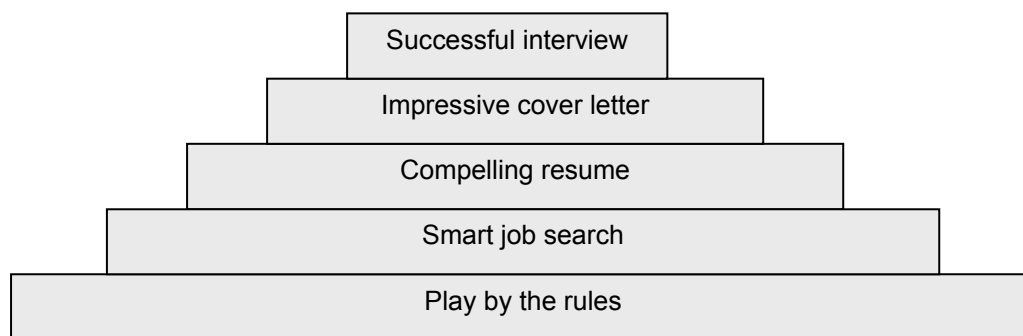 Successful interview
Impressive cover letter
Compelling resume
Smart job search
Play by the rules